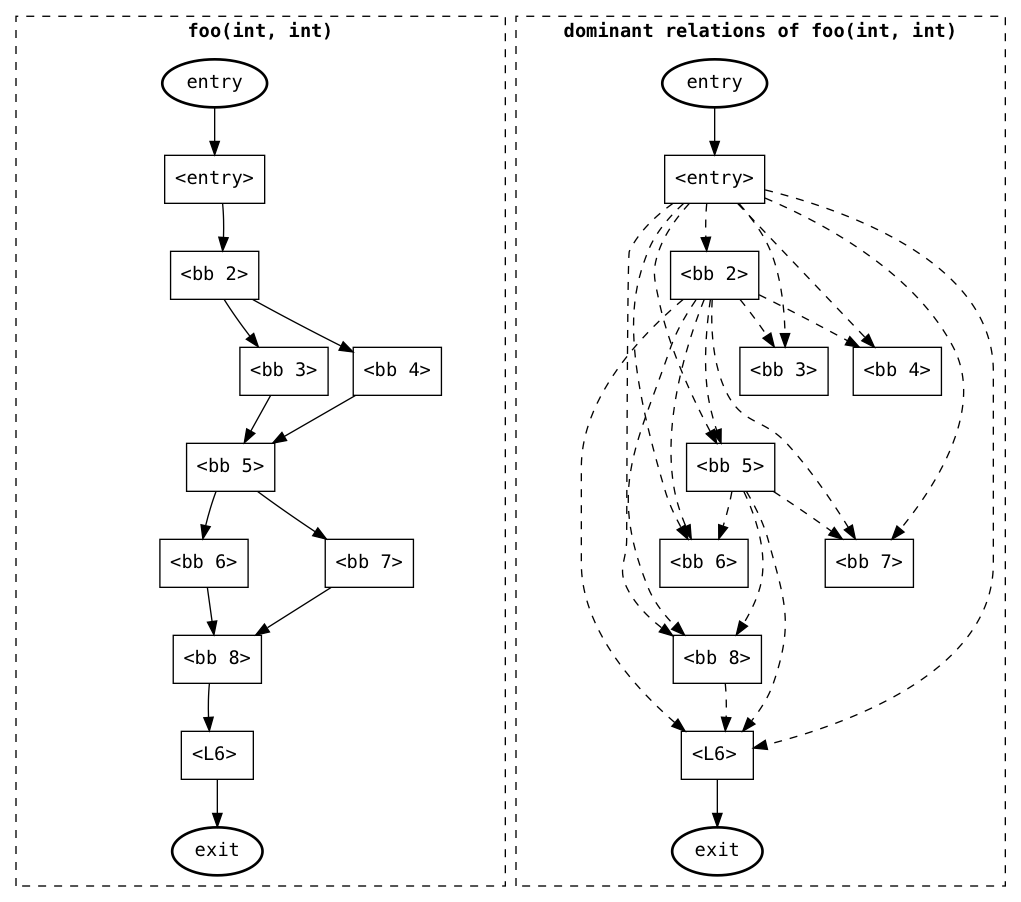 foo(int, int)
entry
<entry>
<bb 2>
<bb 3> <bb 4>
<bb 5>
<bb 6> <bb 7>
<bb 8>
<L6>
exit
dominant relations of foo(int, int)
entry
<entry>
<bb 2>
<bb 3> <bb 4>
<bb 5>
<bb 6> <bb 7>
<bb 8>
<L6>
exit